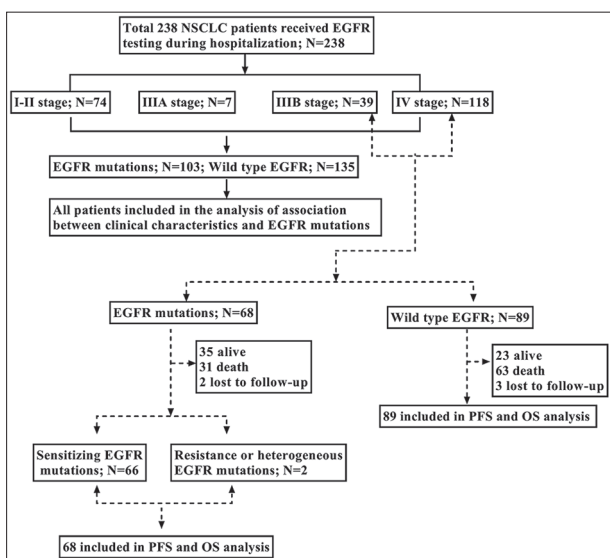 Total 238 NSCLC patients received EGFR
testing during hospitalization; N=238
I-II stage; N=74
IIIA stage; N=7
IIIB stage; N=39
IV stage; N=118
EGFR mutations; N=103; Wild type EGFR; N=135
All patients included in the analysis of association
between clinical characteristics and EGFR mutations
EGFR mutations; N=68
Wild type EGFR; N=89
35 alive
31 death
2 lost to follow-up
23 alive
63 death
3 lost to follow-up
89 included in PFS and OS analysis
Sensitizing EGFR
mutations; N=66
Resistance or heterogeneous
EGFR mutations; N=2
68 included in PFS and OS analysis